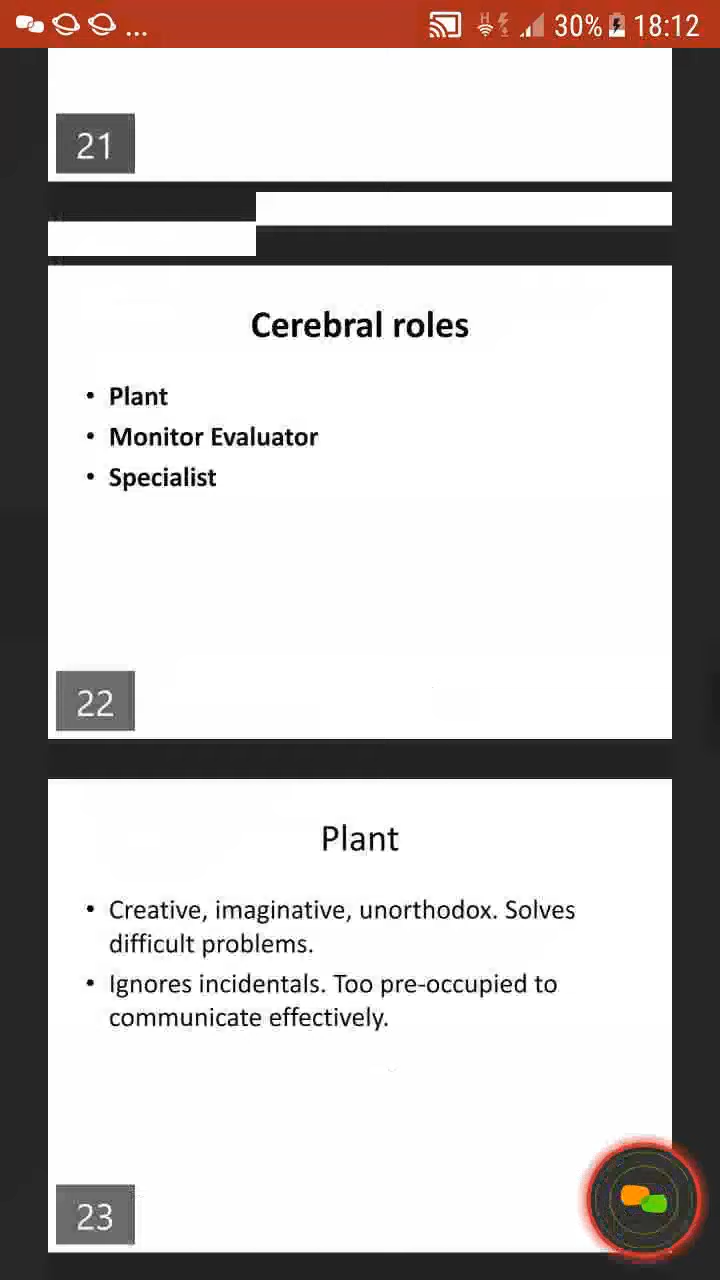 ... 30% 18:12
21
Cerebral roles
• Plant
• Monitor Evaluator
• Specialist
22
Plant
• Creative, imaginative, unorthodox. Solves
difficult problems.
• Ignores incidentals. Too pre-occupied to
communicate effectively.
23